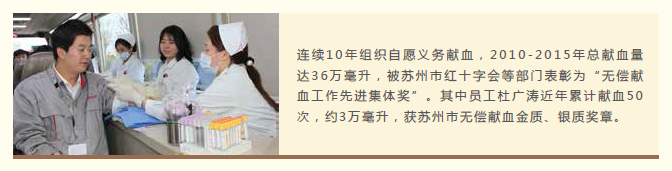 连续10年组织自愿义务献血，2010-2015年总献血量
达36万毫升，被苏州市红十字会等部门表彰为“无偿献
血工作先进集体奖”。其中员工杜广涛近年累计献血50
次，约3万毫升，获苏州市无偿献血金质、银质奖章。